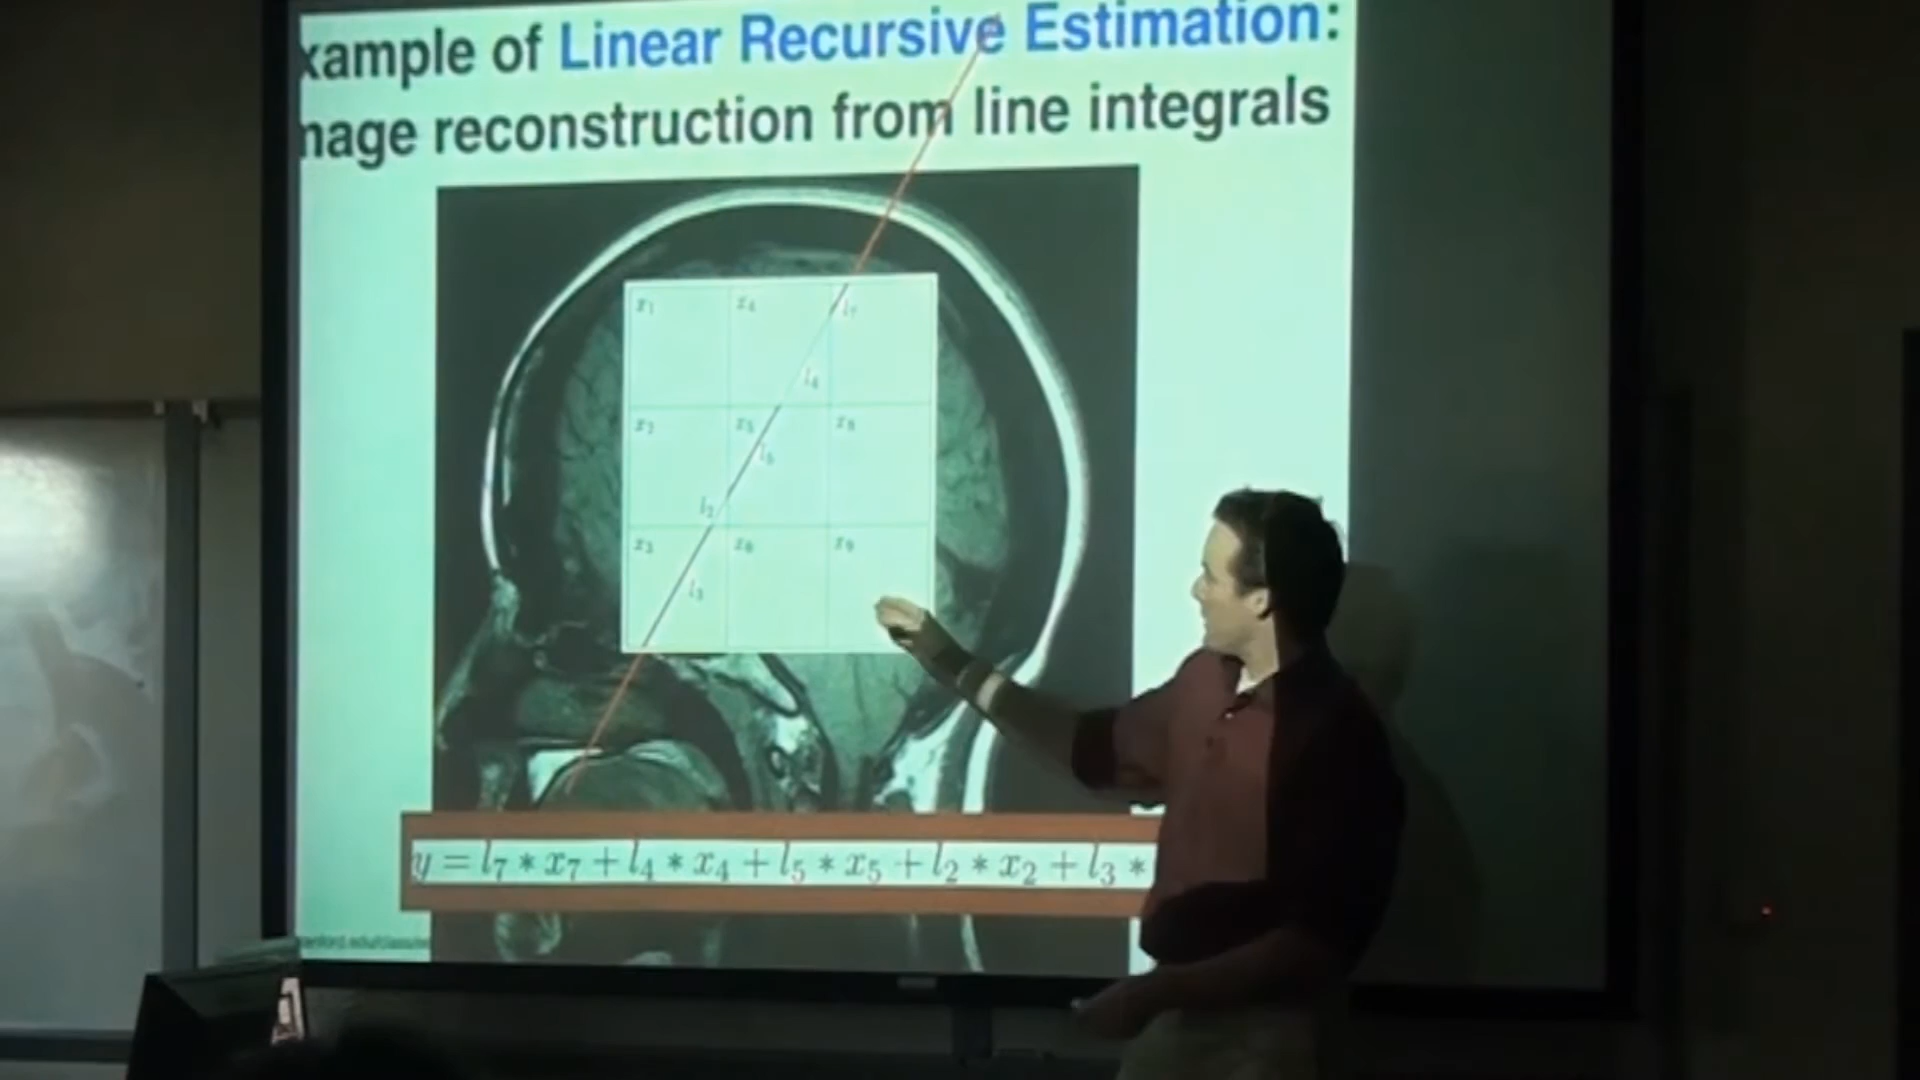 xample of Linear Recursive Estimation:
mage reconstruction from line integrals
x₁ x₄ l₇
l₄
x₂ x₅ x₈
l₅
l₂
x₃ x₆ x₉
l₃
y = l₇ * x₇ + l₄ * x₄ + l₅ * x₅ + l₂ * x₂ + l₃ *